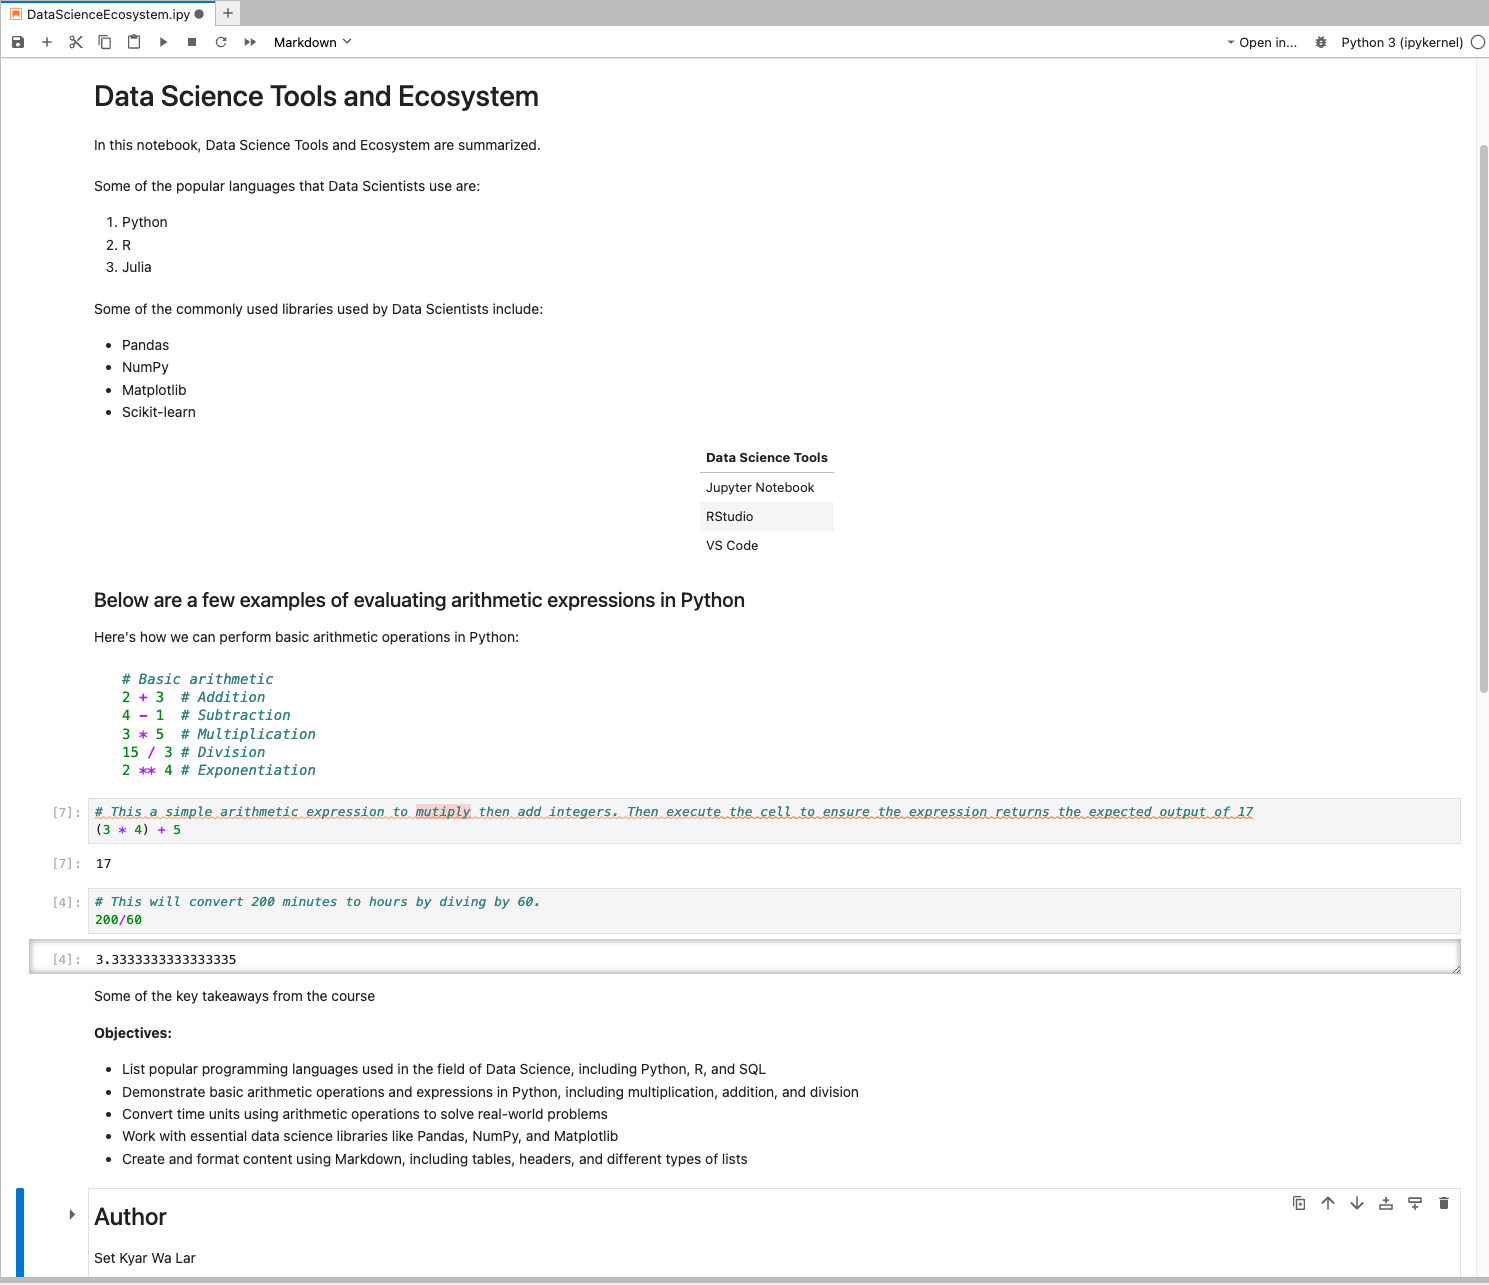 DataScienceEcosystem.ipy
Markdown
Open in...
Python 3 (ipykernel)
Data Science Tools and Ecosystem
In this notebook, Data Science Tools and Ecosystem are summarized.
Some of the popular languages that Data Scientists use are:
1. Python
2. R
3. Julia
Some of the commonly used libraries used by Data Scientists include:
• Pandas
• NumPy
• Matplotlib
• Scikit-learn
Data Science Tools
Jupyter Notebook
RStudio
VS Code
Below are a few examples of evaluating arithmetic expressions in Python
Here's how we can perform basic arithmetic operations in Python:
# Basic arithmetic
2 + 3  # Addition
4 - 1  # Subtraction
3 * 5  # Multiplication
15 / 3 # Division
2 ** 4 # Exponentiation
[7]: # This a simple arithmetic expression to mutiply then add integers. Then execute the cell to ensure the expression returns the expected output of 17
(3 * 4) + 5
[7]: 17
[4]: # This will convert 200 minutes to hours by diving by 60.
200/60
[4]: 3.3333333333333335
Some of the key takeaways from the course
Objectives:
• List popular programming languages used in the field of Data Science, including Python, R, and SQL
• Demonstrate basic arithmetic operations and expressions in Python, including multiplication, addition, and division
• Convert time units using arithmetic operations to solve real-world problems
• Work with essential data science libraries like Pandas, NumPy, and Matplotlib
• Create and format content using Markdown, including tables, headers, and different types of lists
Author
Set Kyar Wa Lar